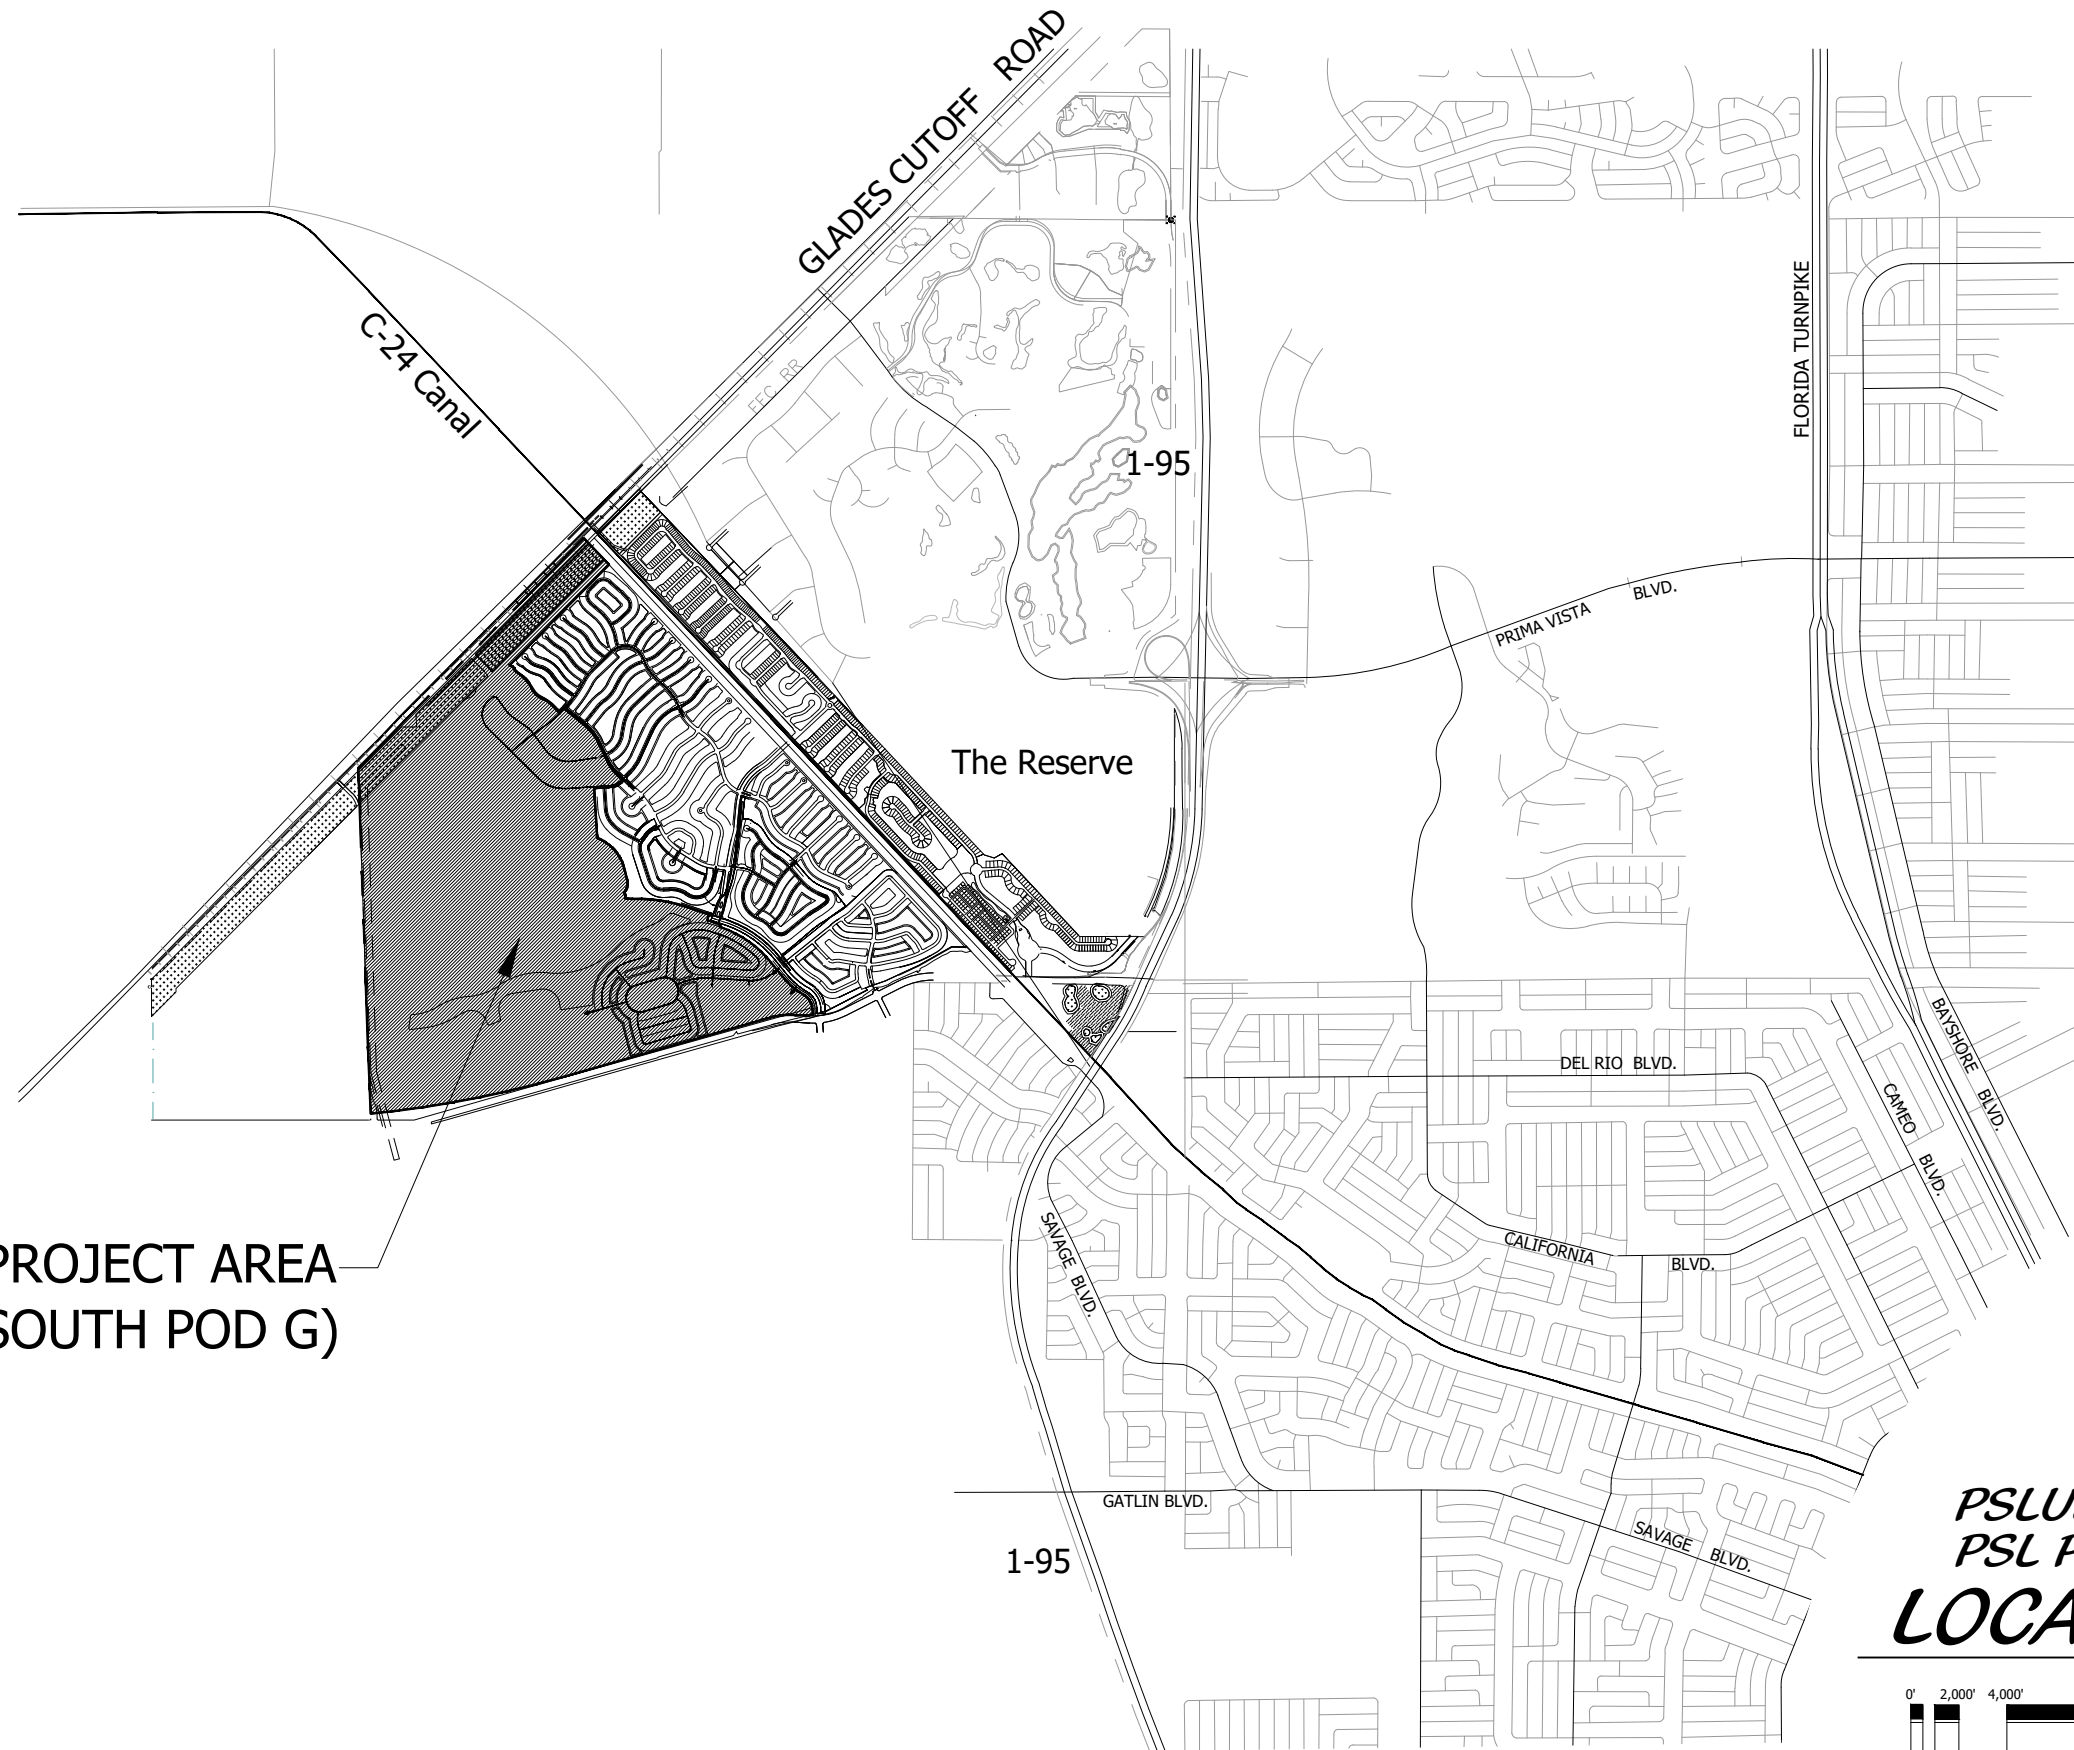 GLADES CUTOFF ROAD
C-24 Canal
FLORIDA TURNPIKE
1-95
PRIMA VISTA BLVD.
The Reserve
DEL RIO BLVD.
BAYSHORE BLVD.
CAMEO BLVD.
PROJECT AREA
SOUTH POD G)
SAVAGE BLVD.
CALIFORNIA BLVD.
GATLIN BLVD.
SAVAGE BLVD.
1-95
PSLU
PSL P
LOCA
0' 2,000' 4,000'